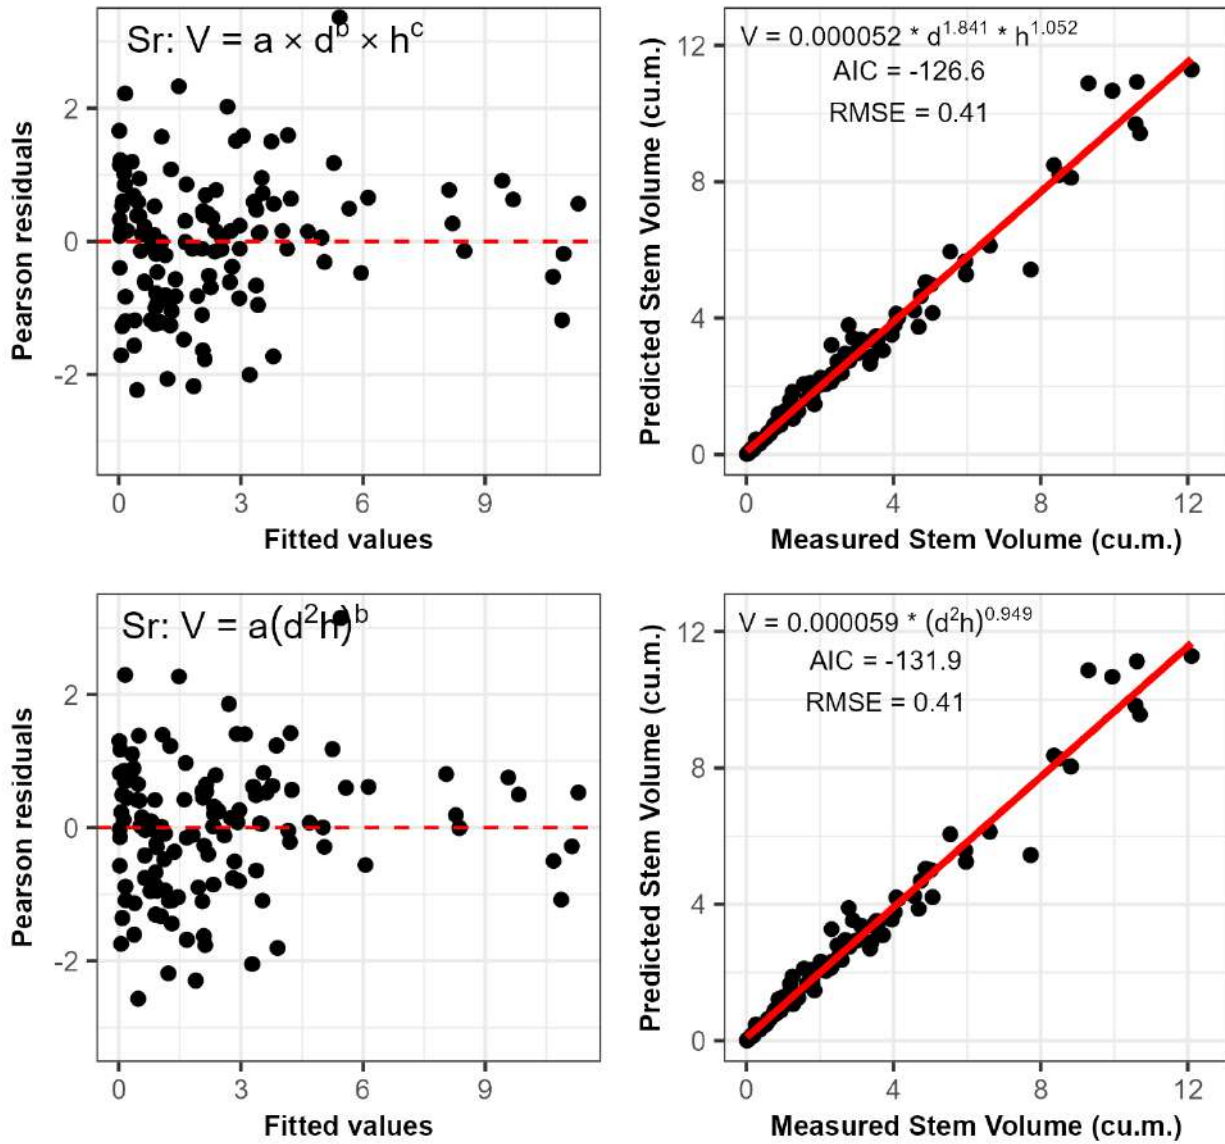 Sr: V = a × d^b × h^c
Pearson residuals
2
0
-2
0 3 6 9
Fitted values
V = 0.000052 * d^1.841 * h^1.052
AIC = -126.6
RMSE = 0.41
Predicted Stem Volume (cu.m.)
12
8
4
0
0 4 8 12
Measured Stem Volume (cu.m.)
Sr: V = a(d²h)^b
Pearson residuals
2
0
-2
0 3 6 9
Fitted values
V = 0.000059 * (d²h)^0.949
AIC = -131.9
RMSE = 0.41
Predicted Stem Volume (cu.m.)
12
8
4
0
0 4 8 12
Measured Stem Volume (cu.m.)